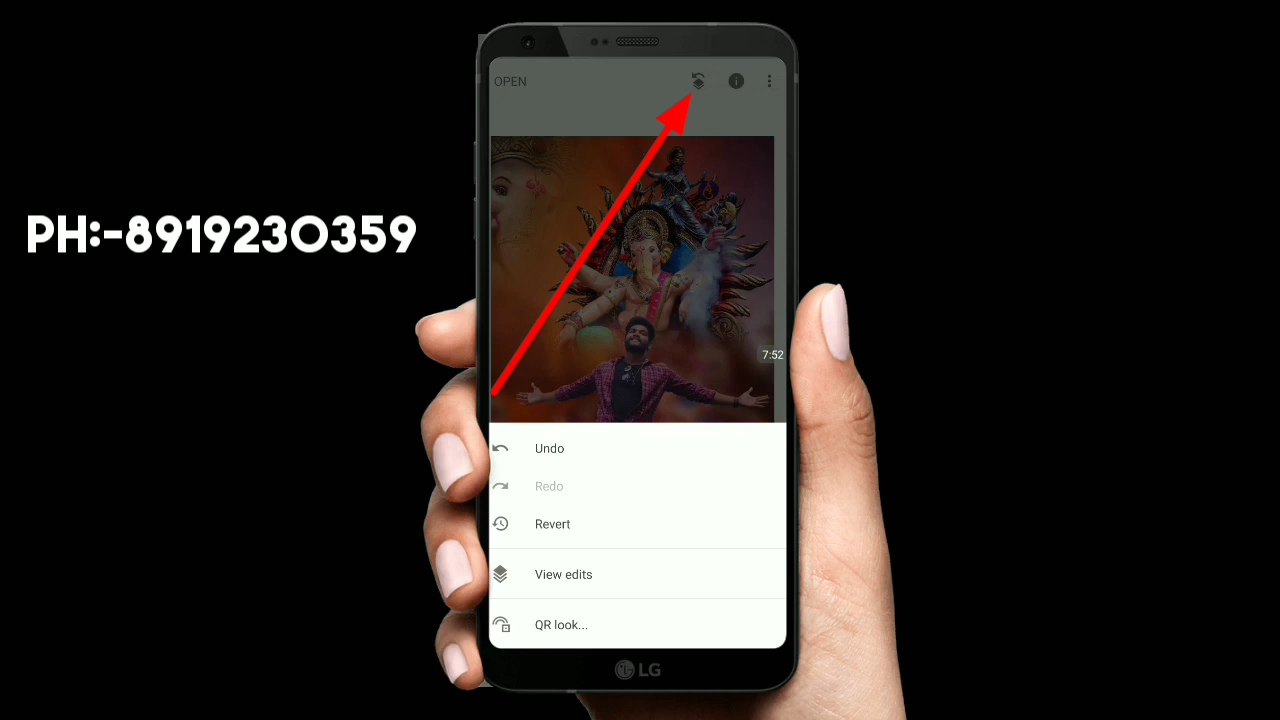 OPEN
PH:-8919230359
7:52
Undo
Redo
Revert
View edits
QR look...
LG